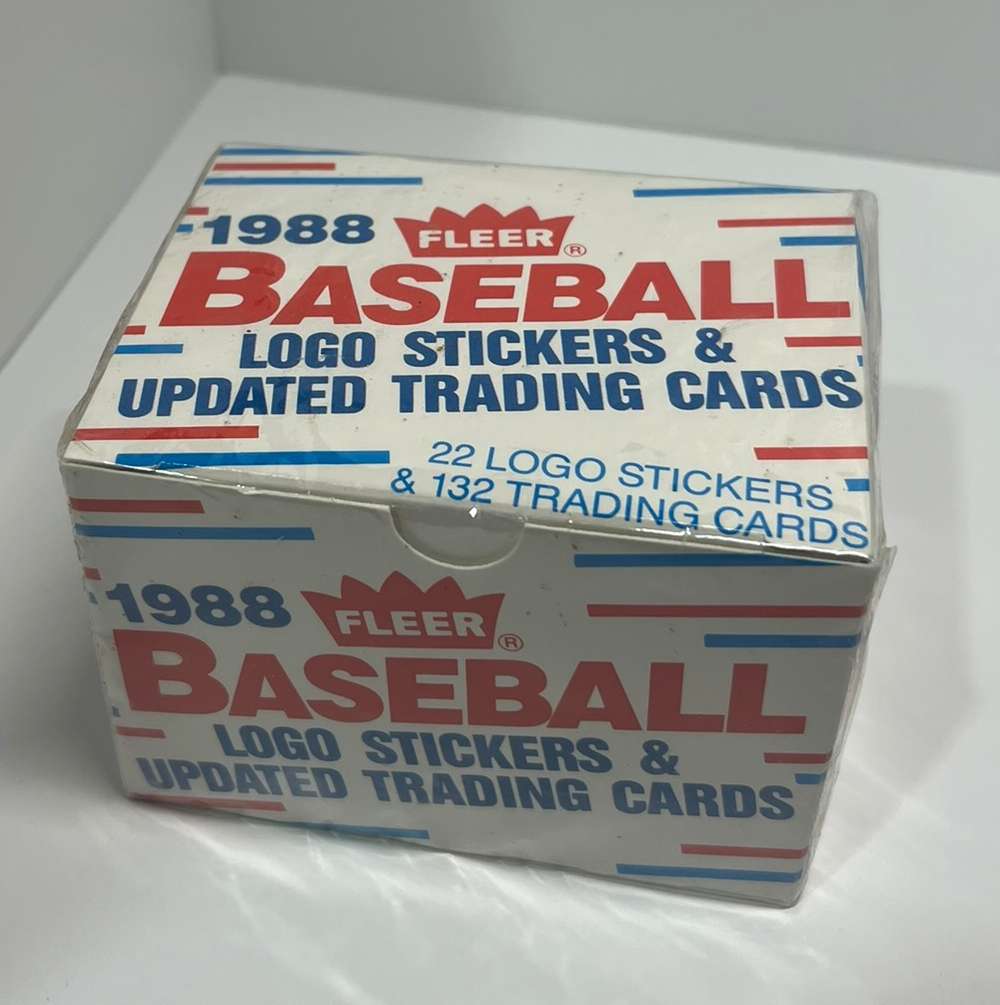 1988 FLEER®
BASEBALL
LOGO STICKERS &
UPDATED TRADING CARDS
22 LOGO STICKERS
& 132 TRADING CARDS
1988 FLEER®
BASEBALL
LOGO STICKERS &
UPDATED TRADING CARDS